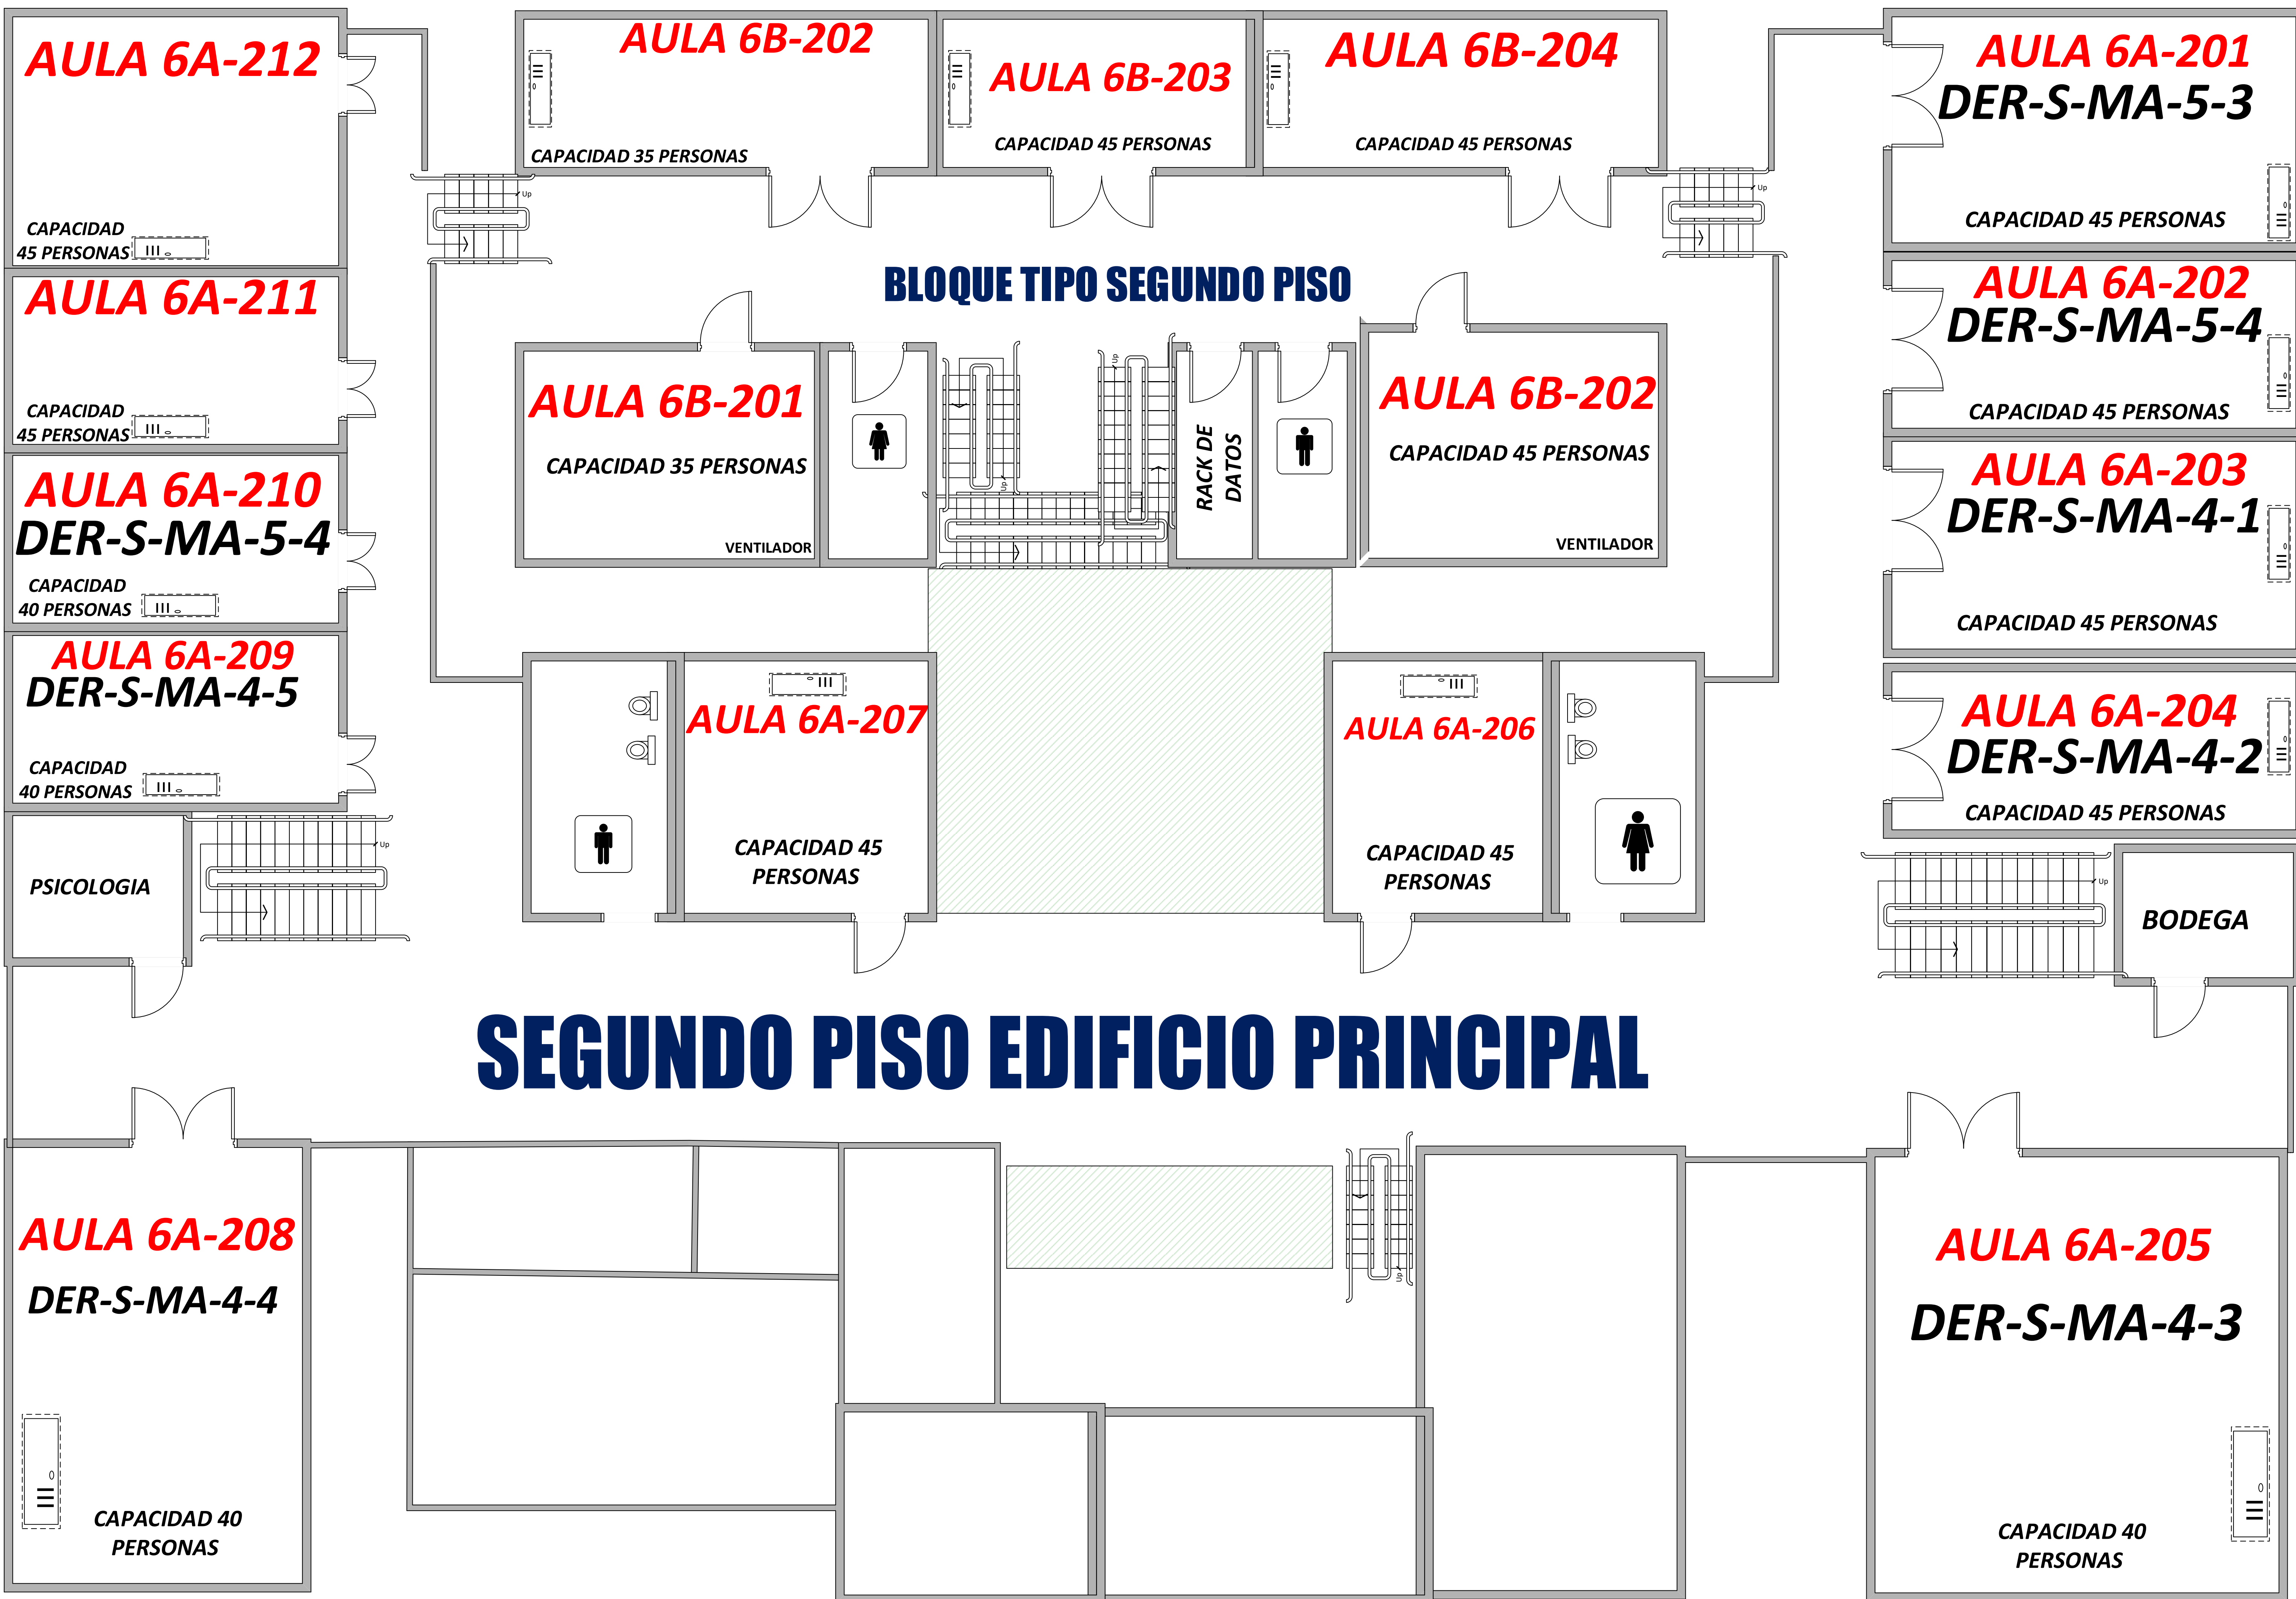 AULA 6A-212
CAPACIDAD
45 PERSONAS
AULA 6A-211
CAPACIDAD
45 PERSONAS
AULA 6A-210
DER-S-MA-5-4
CAPACIDAD
40 PERSONAS
AULA 6A-209
DER-S-MA-4-5
CAPACIDAD
40 PERSONAS
PSICOLOGIA
Up
Up
AULA 6B-202
CAPACIDAD 35 PERSONAS
AULA 6B-203
CAPACIDAD 45 PERSONAS
AULA 6B-204
CAPACIDAD 45 PERSONAS
Up
BLOQUE TIPO SEGUNDO PISO
AULA 6B-201
CAPACIDAD 35 PERSONAS
VENTILADOR
Up
Up
RACK DE
DATOS
AULA 6B-202
CAPACIDAD 45 PERSONAS
VENTILADOR
AULA 6A-207
CAPACIDAD 45
PERSONAS
AULA 6A-206
CAPACIDAD 45
PERSONAS
AULA 6A-201
DER-S-MA-5-3
CAPACIDAD 45 PERSONAS
AULA 6A-202
DER-S-MA-5-4
CAPACIDAD 45 PERSONAS
AULA 6A-203
DER-S-MA-4-1
CAPACIDAD 45 PERSONAS
AULA 6A-204
DER-S-MA-4-2
CAPACIDAD 45 PERSONAS
Up
BODEGA
SEGUNDO PISO EDIFICIO PRINCIPAL
AULA 6A-208
DER-S-MA-4-4
CAPACIDAD 40
PERSONAS
Up
AULA 6A-205
DER-S-MA-4-3
CAPACIDAD 40
PERSONAS